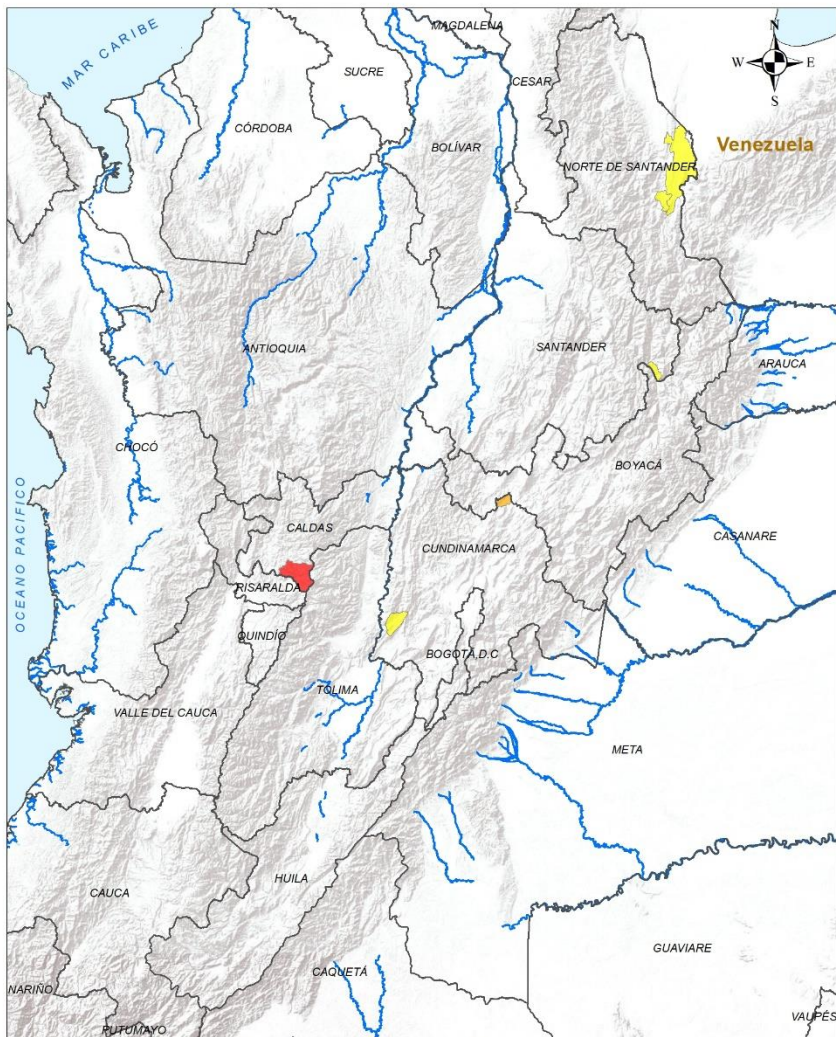 MAGDALENA
N
MAR CARIBE
W
E
SUCRE
CESAR
S
CÓRDOBA
BOLÍVAR
Venezuela
NORTE DE SANTANDER
ANTIOQUIA
SANTANDER
ARAUCA
CHOCÓ
BOYACÁ
OCEANO PACIFICO
CALDAS
CASANARE
CUNDINAMARCA
RISARALDA
QUINDÍO
BOGOTÁ,D.C
TOLIMA
VALLE DEL CAUCA
META
HUILA
CAUCA
GUAVIARE
CAQUETÁ
NARIÑO
VAUPÉS
PUTUMAYO